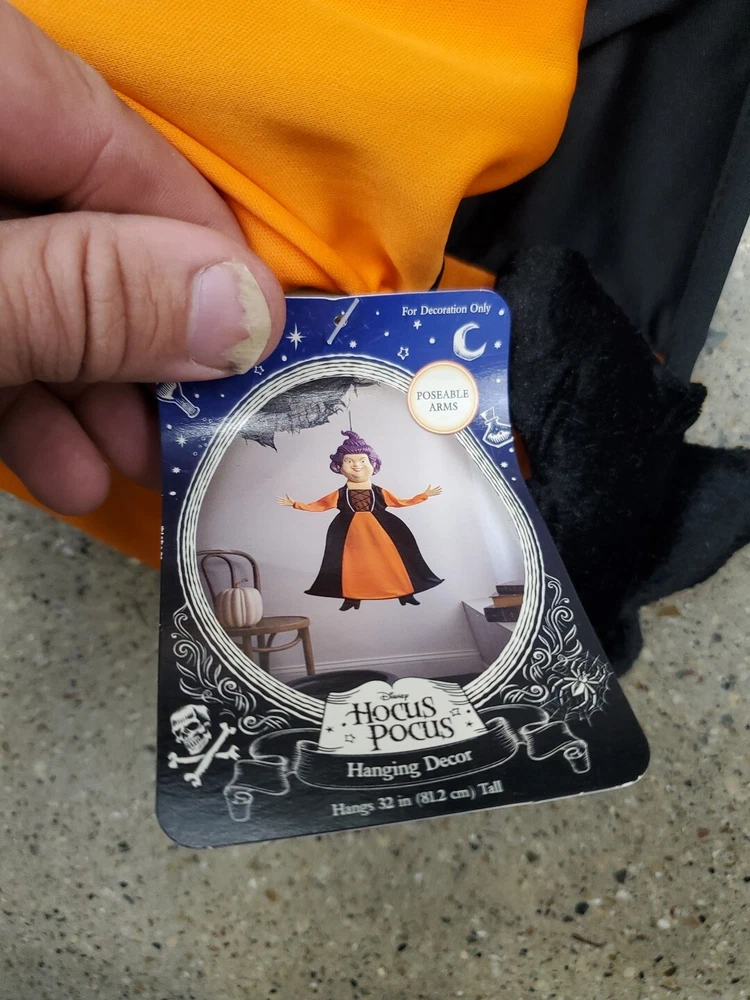 For Decoration Only
POSEABLE
ARMS
Disney
HOCUS
POCUS
Hanging Decor
Hangs 32 in (81.2 cm) Tall